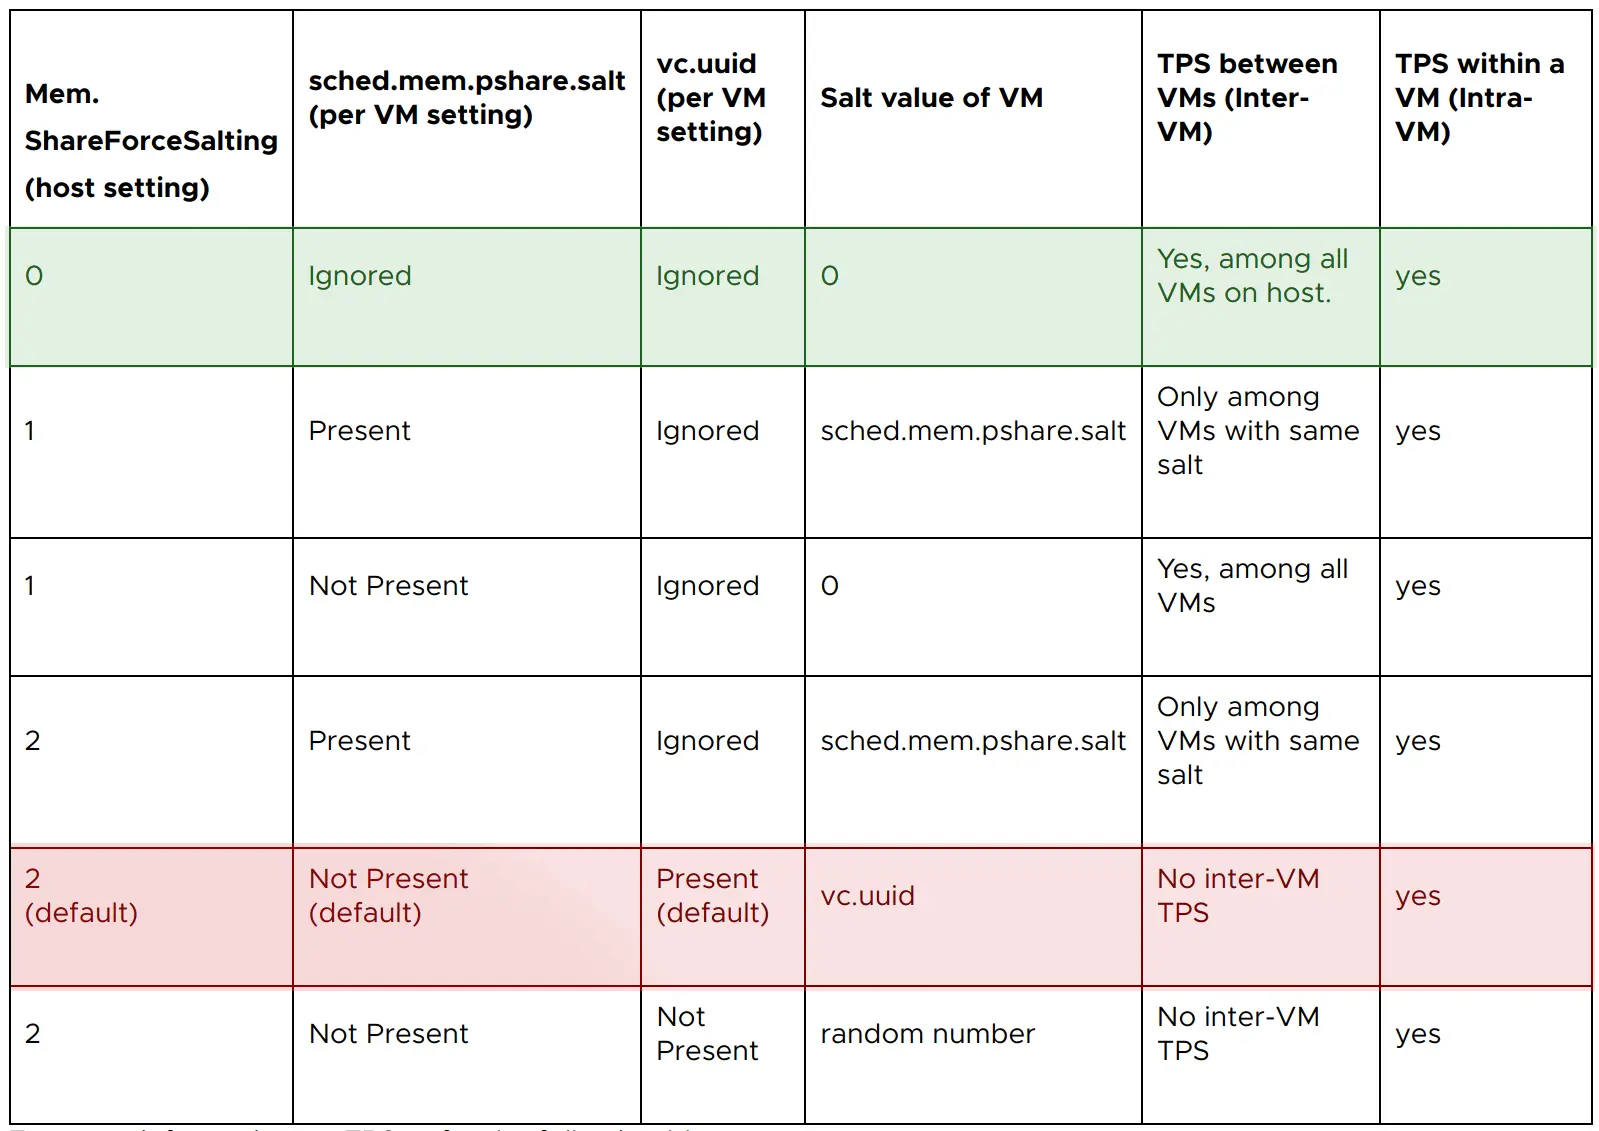 Mem.
ShareForceSalting
(host setting)
sched.mem.pshare.salt
(per VM setting)
vc.uuid
(per VM
setting)
Salt value of VM
TPS between
VMs (Inter-
VM)
TPS within a
VM (Intra-
VM)
0
Ignored
Ignored
0
Yes, among all
VMs on host.
yes
1
Present
Ignored
sched.mem.pshare.salt
Only among
VMs with same
salt
yes
1
Not Present
Ignored
0
Yes, among all
VMs
yes
2
Present
Ignored
sched.mem.pshare.salt
Only among
VMs with same
salt
yes
2
(default)
Not Present
(default)
Present
(default)
vc.uuid
No inter-VM
TPS
yes
2
Not Present
Not
Present
random number
No inter-VM
TPS
yes